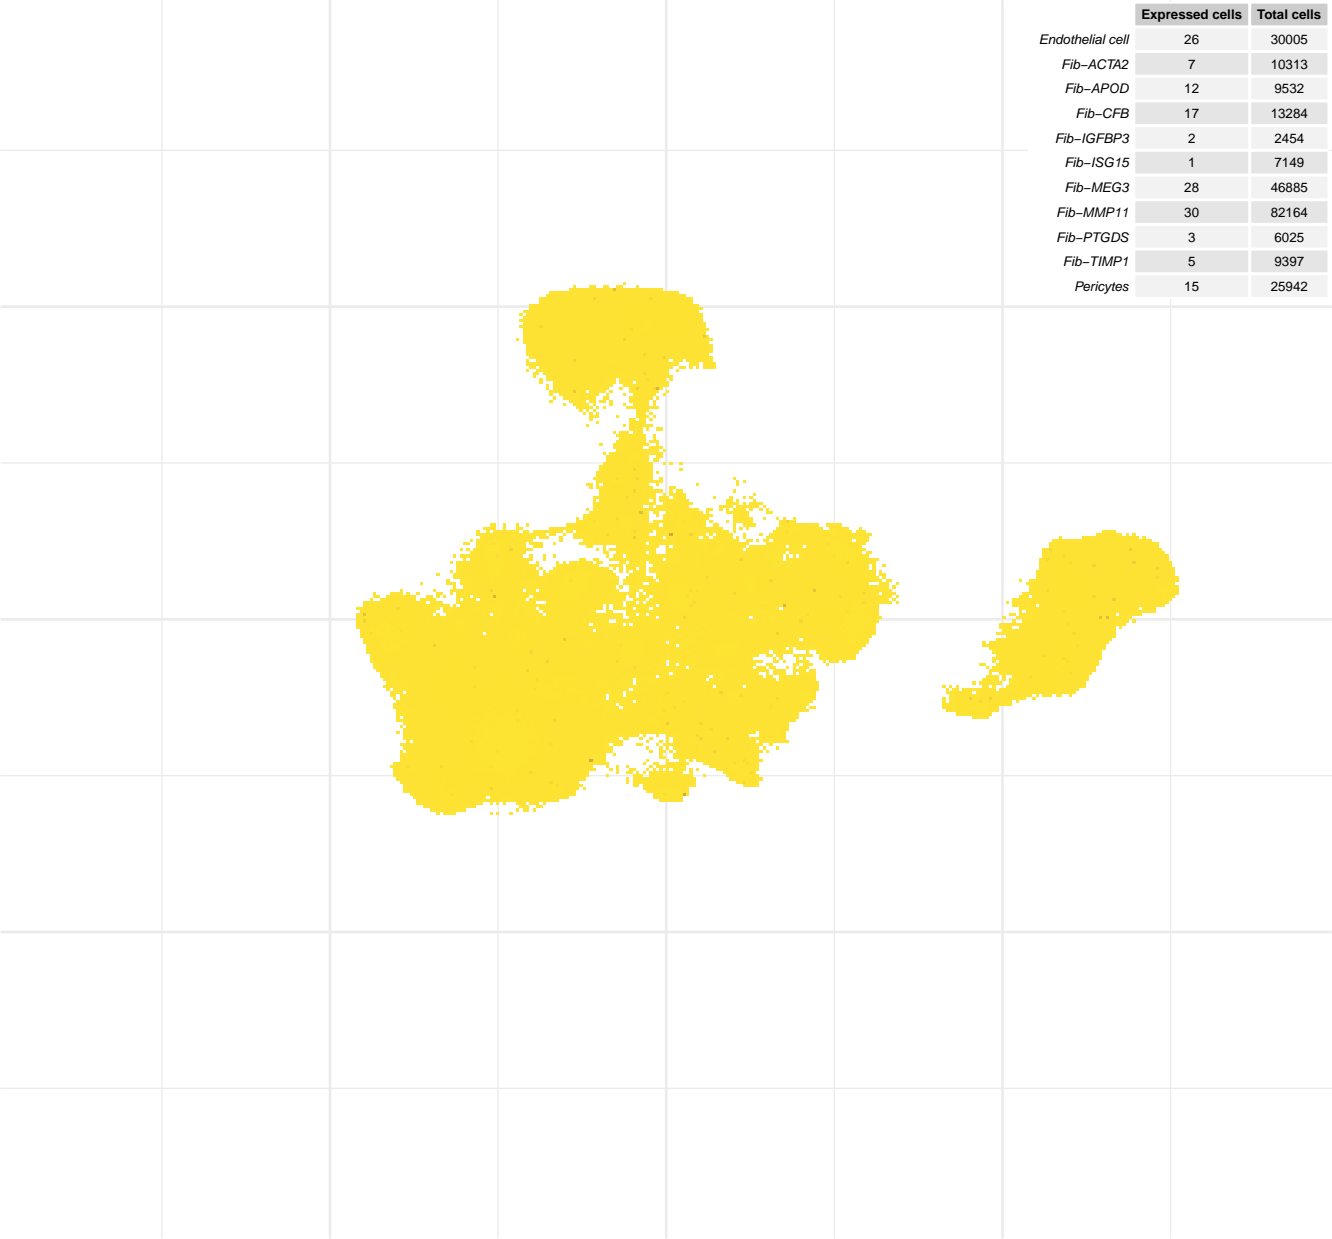 Expressed cells Total cells
Endothelial cell 26 30005
Fib−ACTA2 7 10313
Fib−APOD 12 9532
Fib−CFB 17 13284
Fib−IGFBP3 2 2454
Fib−ISG15 1 7149
Fib−MEG3 28 46885
Fib−MMP11 30 82164
Fib−PTGDS 3 6025
Fib−TIMP1 5 9397
Pericytes 15 25942